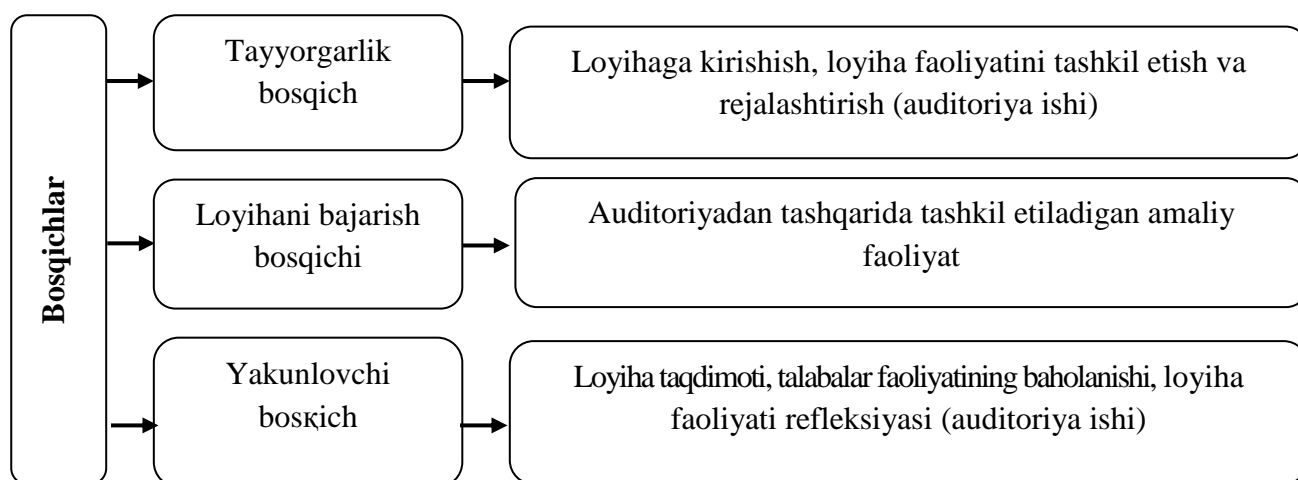 Bosqichlar
Tayyorgarlik
bosqich
Loyihaga kirishish, loyiha faoliyatini tashkil etish va
rejalashtirish (auditoriya ishi)
Loyihani bajarish
bosqichi
Auditoriyadan tashqarida tashkil etiladigan amaliy
faoliyat
Yakunlovchi
bosқich
Loyiha taqdimoti, talabalar faoliyatining baholanishi, loyiha
faoliyati refleksiyasi (auditoriya ishi)